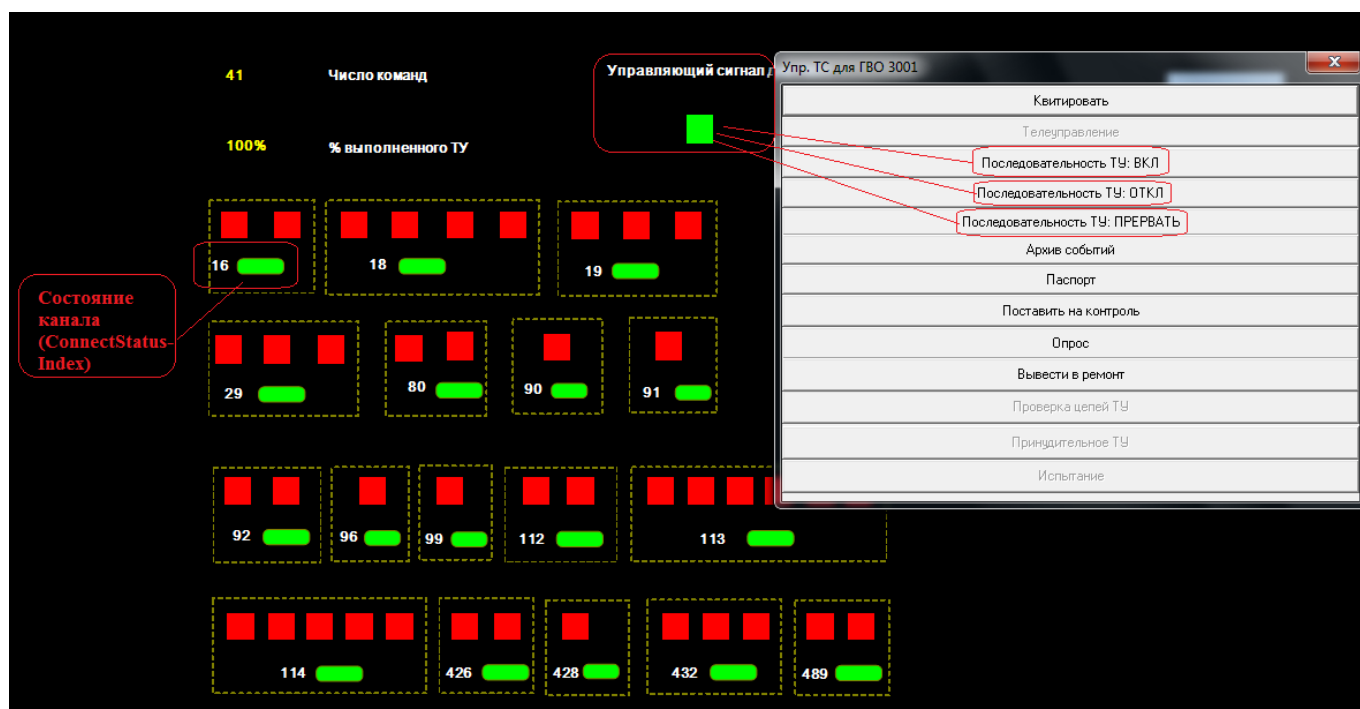 41 Число команд
Управляющий сигнал
100% % выполненного ТУ
Упр. ТС для ГВО 3001
Квитировать
Телеуправление
Последовательность ТУ: ВКЛ
Последовательность ТУ: ОТКЛ
Последовательность ТУ: ПРЕРВАТЬ
Архив событий
Паспорт
Поставить на контроль
Опрос
Вывести в ремонт
Проверка цепей ТУ
Принудительное ТУ
Испытание
Состояние
канала
(ConnectStatus-
Index)
16 18 19
29 80 90 91
92 96 99 112 113
114 426 428 432 489